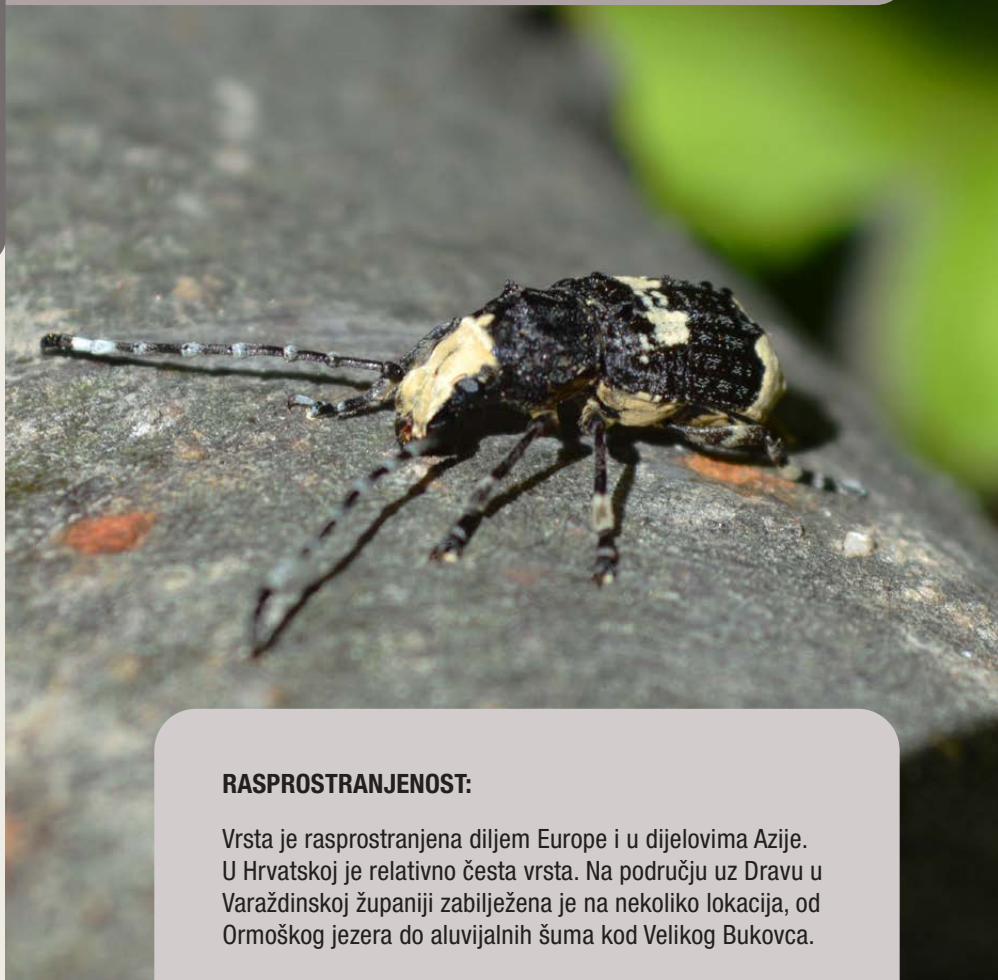 RASPROSTRANJENOST:
Vrsta je rasprostranjena diljem Europe i u dijelovima Azije.
U Hrvatskoj je relativno česta vrsta. Na području uz Dravu u
Varaždinskoj županiji zabilježena je na nekoliko lokacija, od
Ormoškog jezera do aluvijalnih šuma kod Velikog Bukovca.